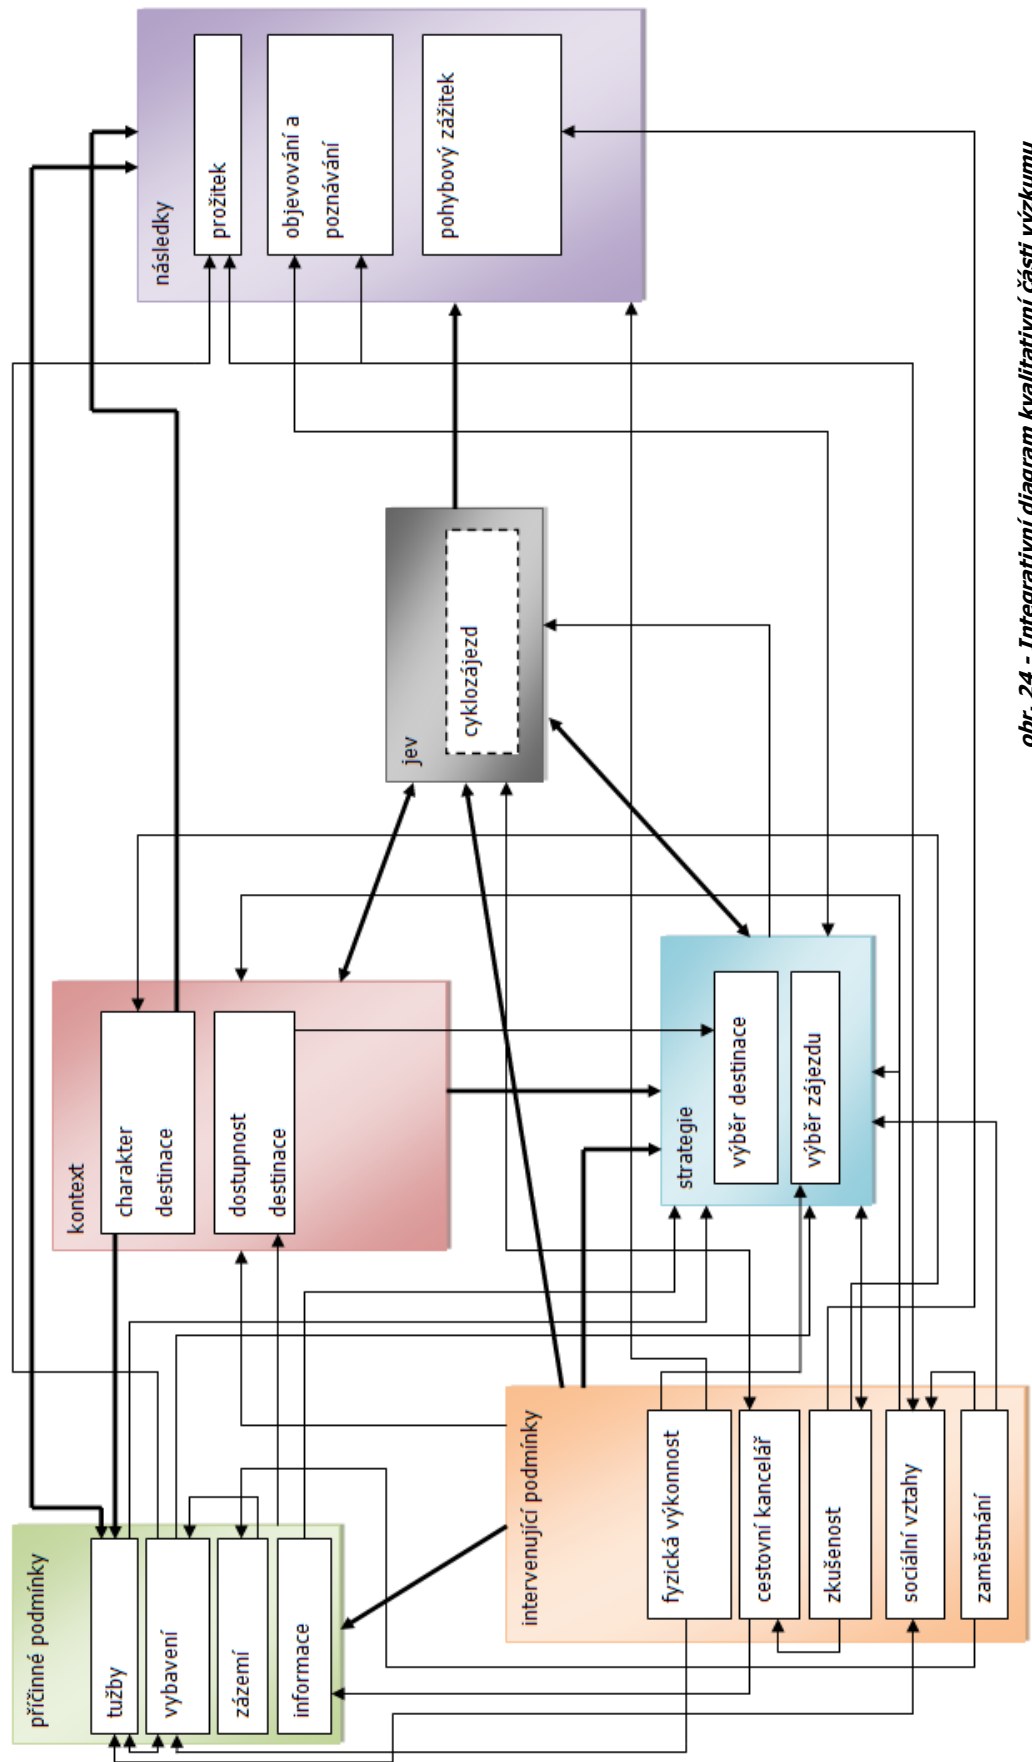 příčinné podmínky
tužby
vybavení
zázemí
informace
kontext
charakter
destinace
dostupnost
destinace
intervenující podmínky
fyzická výkonnost
cestovní kancelář
zkušenost
sociální vztahy
zaměstnání
strategie
výběr destinace
výběr zájezdu
jev
cyklozájezd
následky
prožitek
objevování a
poznávání
pohybový zážitek
obr. 24 - Integrativní diagram kvalitativní části výzkumu